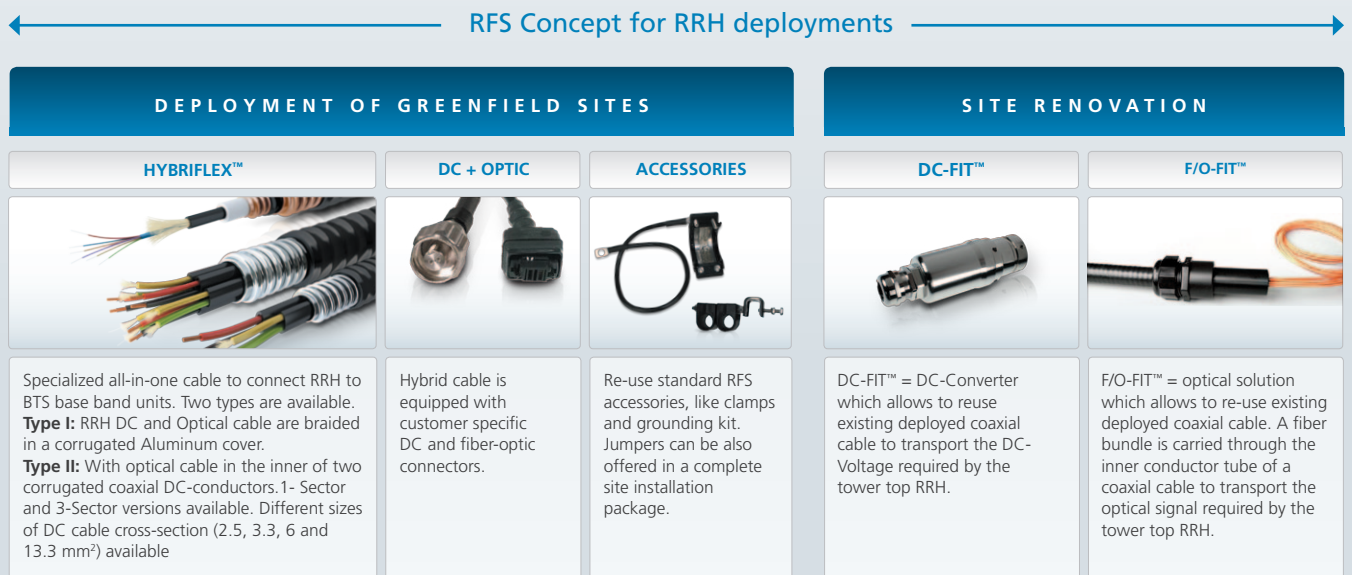 RFS Concept for RRH deployments
DEPLOYMENT OF GREENFIELD SITES
SITE RENOVATION
HYBRIFLEX™
DC + OPTIC
ACCESSORIES
DC-FIT™
F/O-FIT™
Specialized all-in-one cable to connect RRH to
BTS base band units. Two types are available.
Type I: RRH DC and Optical cable are braided
in a corrugated Aluminum cover.
Type II: With optical cable in the inner of two
corrugated coaxial DC-conductors.1- Sector
and 3-Sector versions available. Different sizes
of DC cable cross-section (2.5, 3.3, 6 and
13.3 mm²) available
Hybrid cable is
equipped with
customer specific
DC and fiber-optic
connectors.
Re-use standard RFS
accessories, like clamps
and grounding kit.
Jumpers can be also
offered in a complete
site installation
package.
DC-FIT™ = DC-Converter
which allows to reuse
existing deployed coaxial
cable to transport the DC-
Voltage required by the
tower top RRH.
F/O-FIT™ = optical solution
which allows to re-use existing
deployed coaxial cable. A fiber
bundle is carried through the
inner conductor tube of a
coaxial cable to transport the
optical signal required by the
tower top RRH.